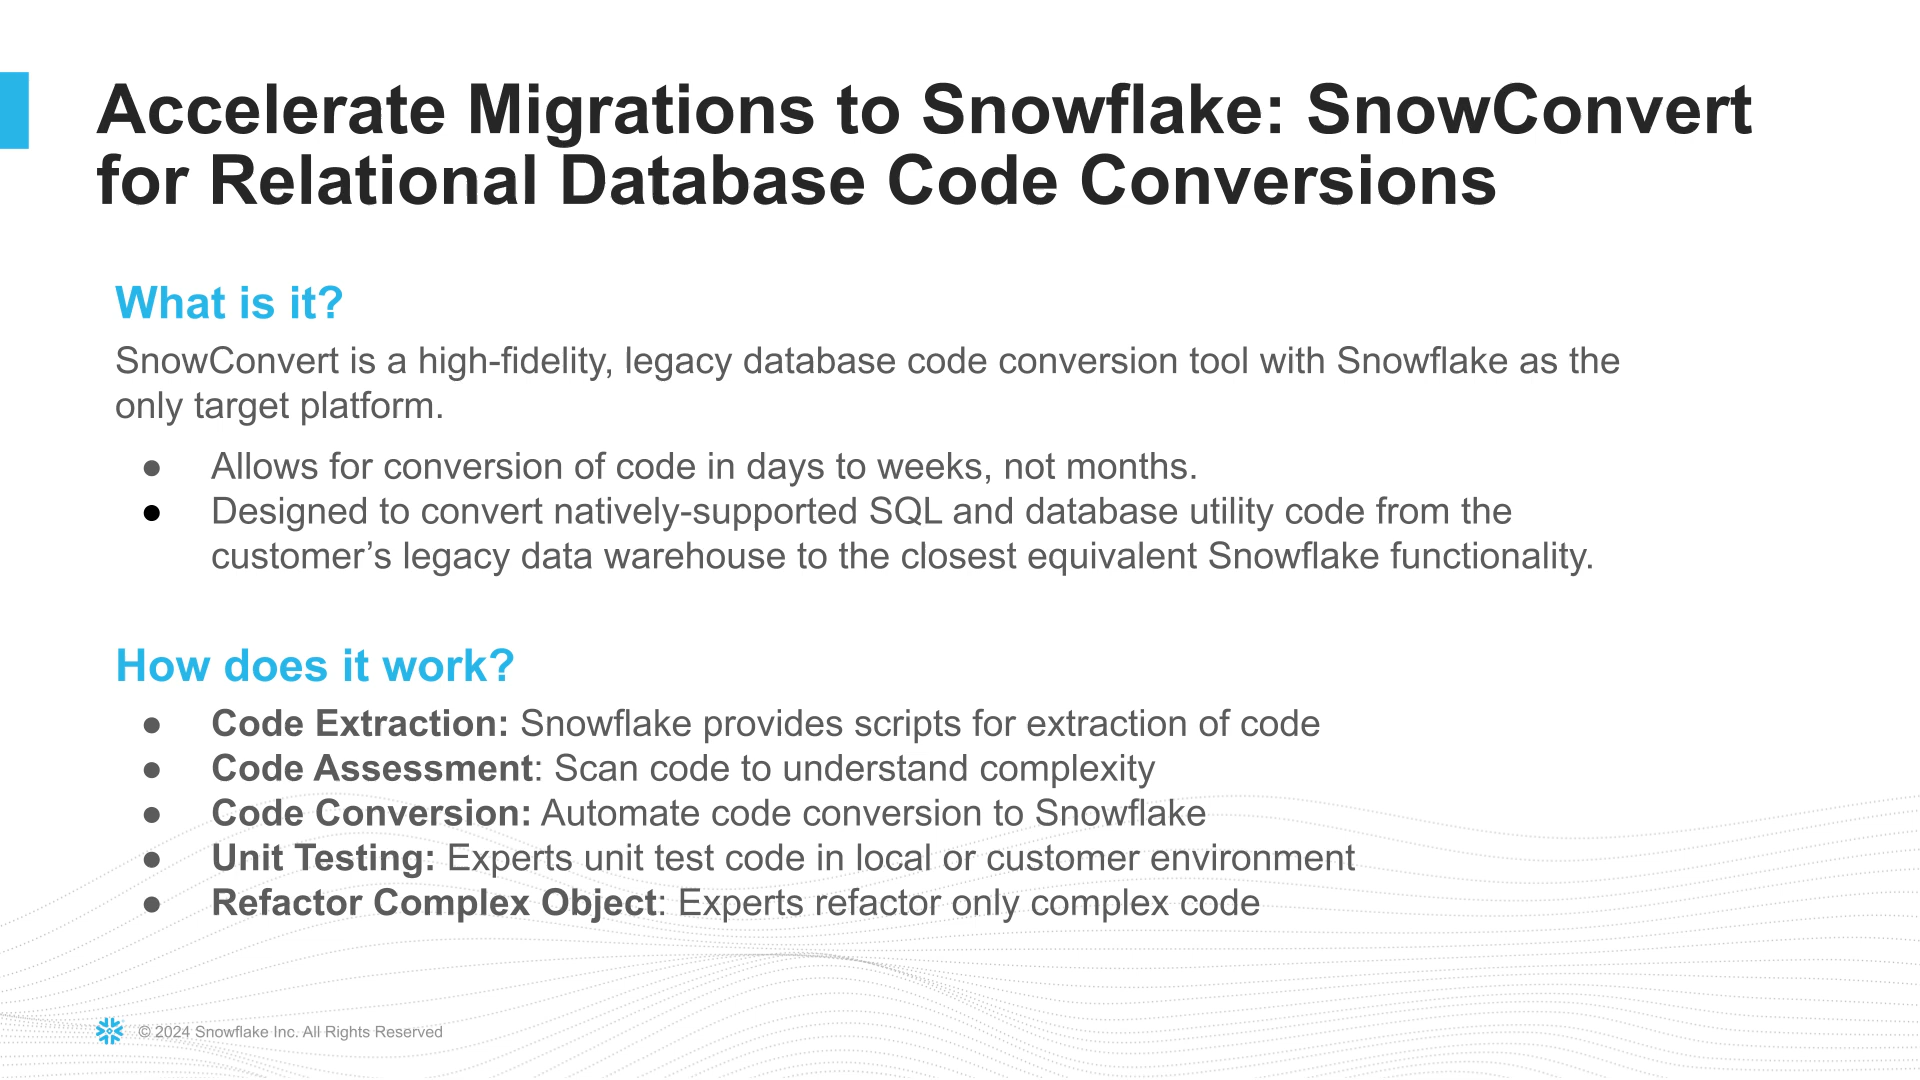 Accelerate Migrations to Snowflake: SnowConvert
for Relational Database Code Conversions
What is it?
SnowConvert is a high-fidelity, legacy database code conversion tool with Snowflake as the
only target platform.
● Allows for conversion of code in days to weeks, not months.
● Designed to convert natively-supported SQL and database utility code from the
customer’s legacy data warehouse to the closest equivalent Snowflake functionality.
How does it work?
● Code Extraction: Snowflake provides scripts for extraction of code
● Code Assessment: Scan code to understand complexity
● Code Conversion: Automate code conversion to Snowflake
● Unit Testing: Experts unit test code in local or customer environment
● Refactor Complex Object: Experts refactor only complex code
© 2024 Snowflake Inc. All Rights Reserved